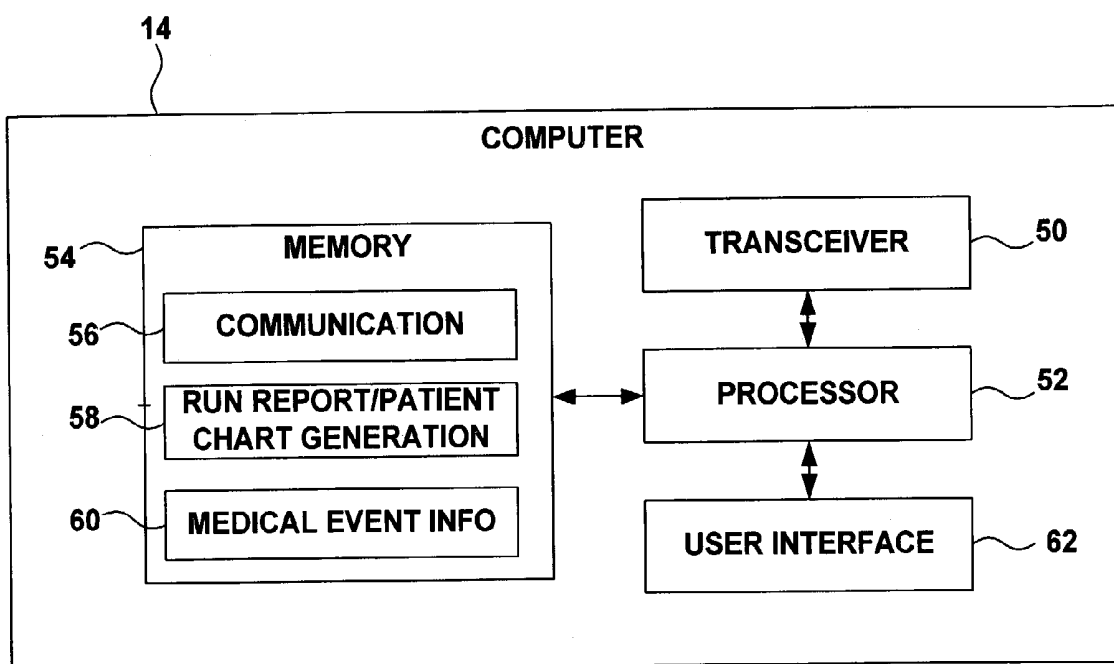 14
COMPUTER
54
MEMORY
56
COMMUNICATION
58
RUN REPORT/PATIENT
CHART GENERATION
60
MEDICAL EVENT INFO
TRANSCEIVER
50
PROCESSOR
52
USER INTERFACE
62